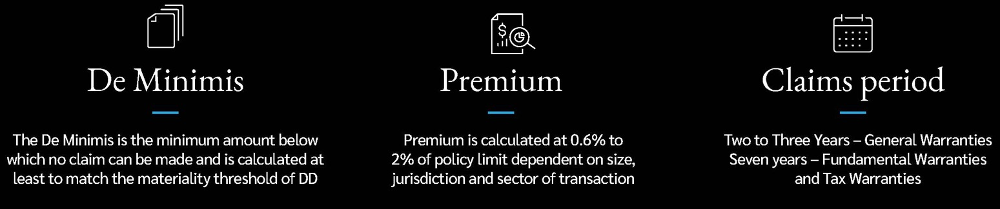 De Minimis
The De Minimis is the minimum amount below
which no claim can be made and is calculated at
least to match the materiality threshold of DD
$
Premium
Premium is calculated at 0.6% to
2% of policy limit dependent on size,
jurisdiction and sector of transaction
Claims period
Two to Three Years – General Warranties
Seven years – Fundamental Warranties
and Tax Warranties